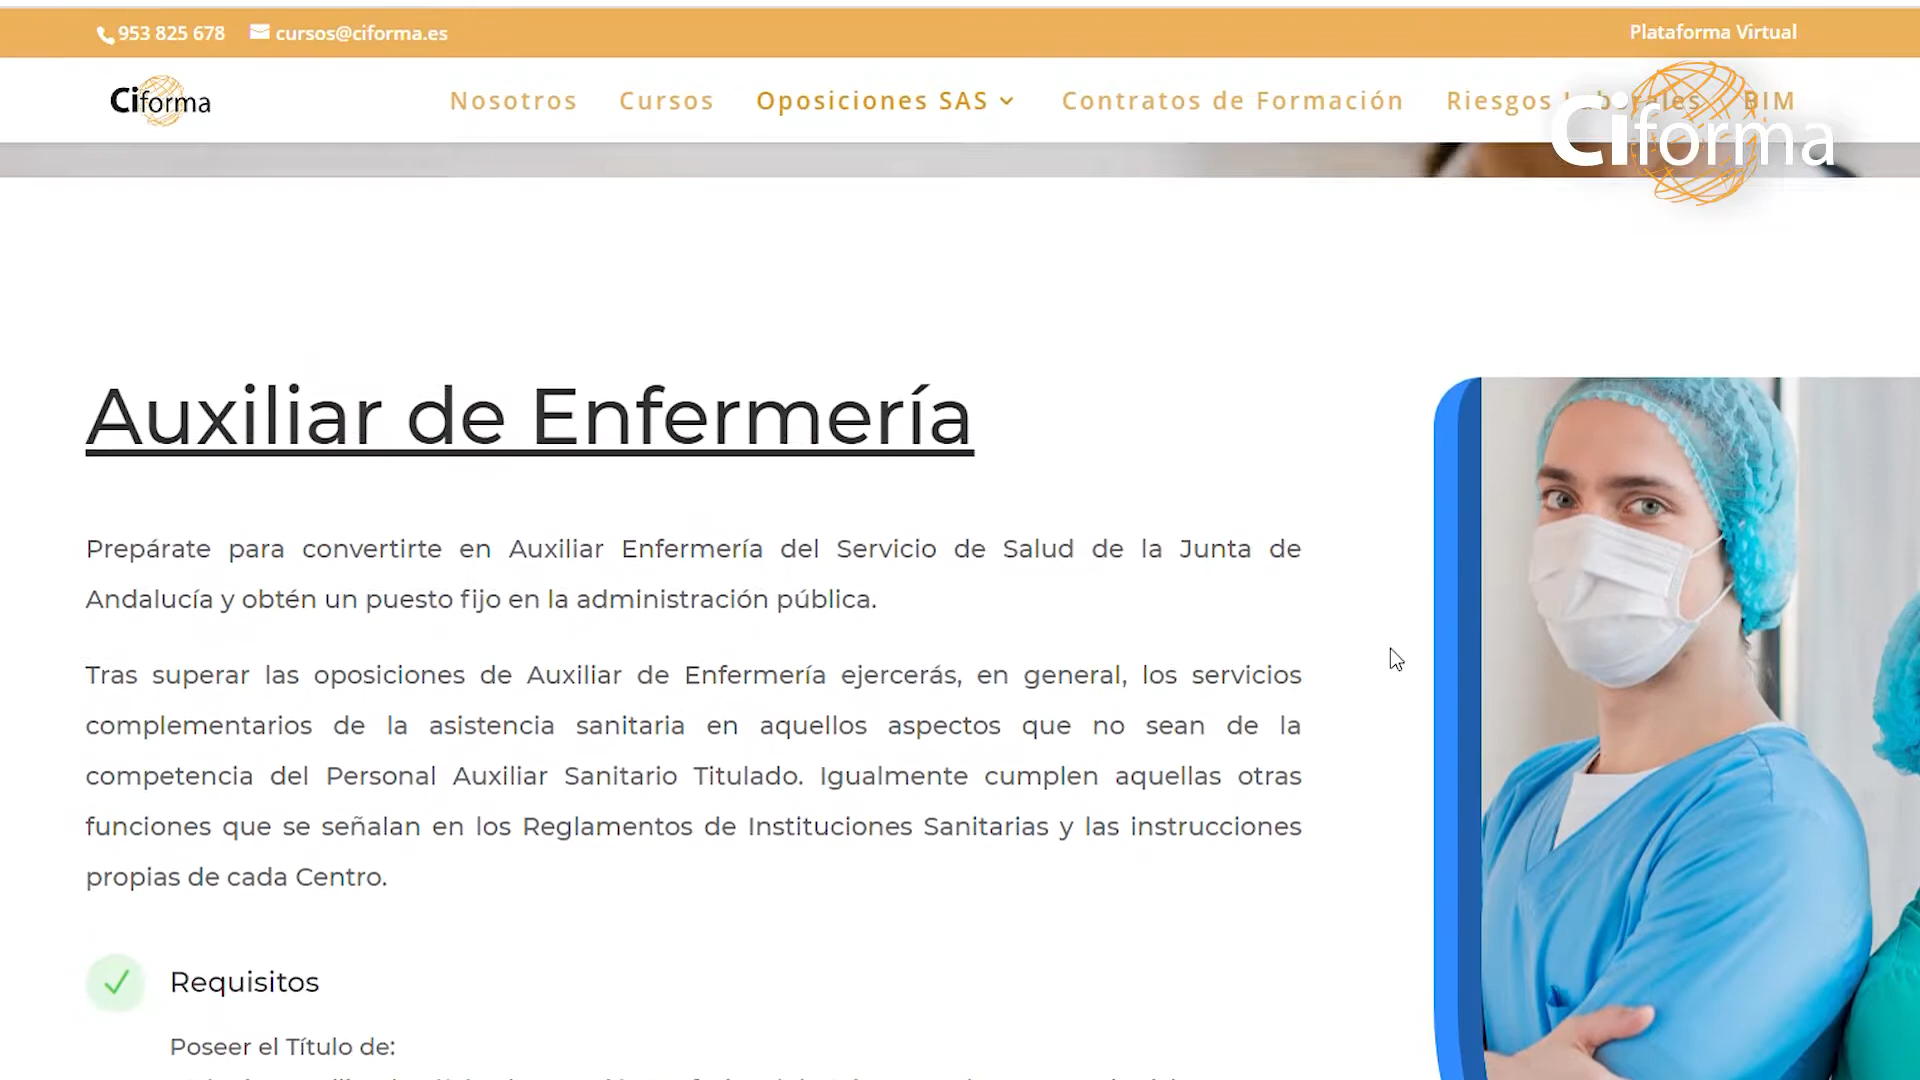 953 825 678 cursos@ciforma.es Plataforma Virtual
Ciforma Nosotros Cursos Oposiciones SAS Contratos de Formación Riesgos Laborales BIM
Ciforma
Auxiliar de Enfermería
Prepárate para convertirte en Auxiliar Enfermería del Servicio de Salud de la Junta de
Andalucía y obtén un puesto fijo en la administración pública.
Tras superar las oposiciones de Auxiliar de Enfermería ejercerás, en general, los servicios
complementarios de la asistencia sanitaria en aquellos aspectos que no sean de la
competencia del Personal Auxiliar Sanitario Titulado. Igualmente cumplen aquellas otras
funciones que se señalan en los Reglamentos de Instituciones Sanitarias y las instrucciones
propias de cada Centro.
Requisitos
Poseer el Título de: